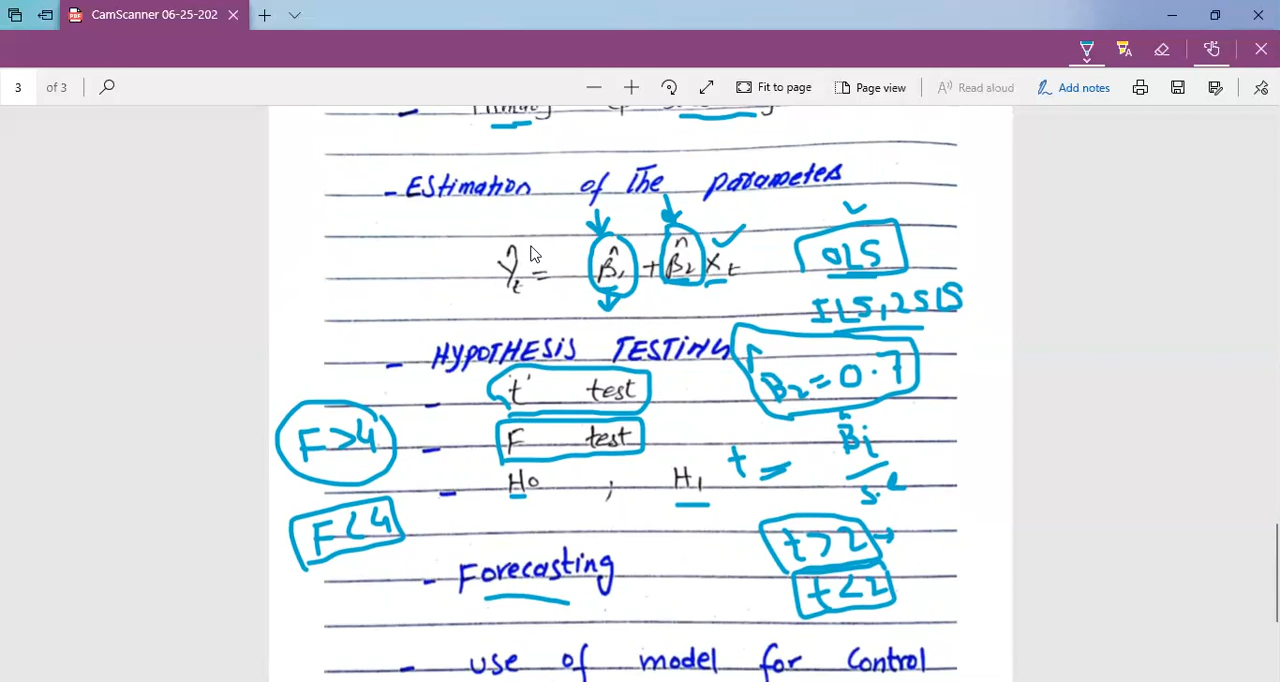 CamScanner 06-25-202
3 of 3
Fit to page
Page view
Read aloud
Add notes
- Estimation of The parametes
Ŷt = β̂1 + β̂2 Xt
OLS
ILS, 2SLS
- HYPOTHESIS TESTING
B2 = 0.7
- t' test
F>4
- F test
t = B̂i / s.e
- H0 ; H1
F<4
t>2
- Forecasting
t<2
- use of model for Control